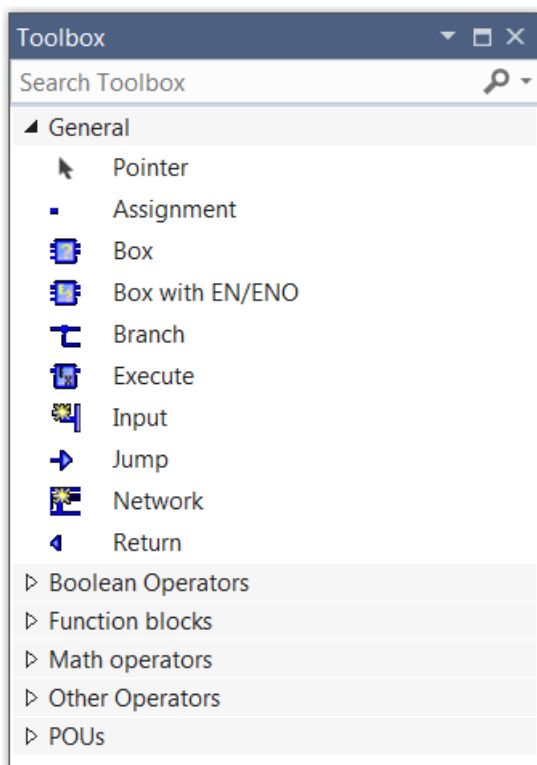 Toolbox
Search Toolbox
General
Pointer
Assignment
Box
Box with EN/ENO
Branch
Execute
Input
Jump
Network
Return
Boolean Operators
Function blocks
Math operators
Other Operators
POUs